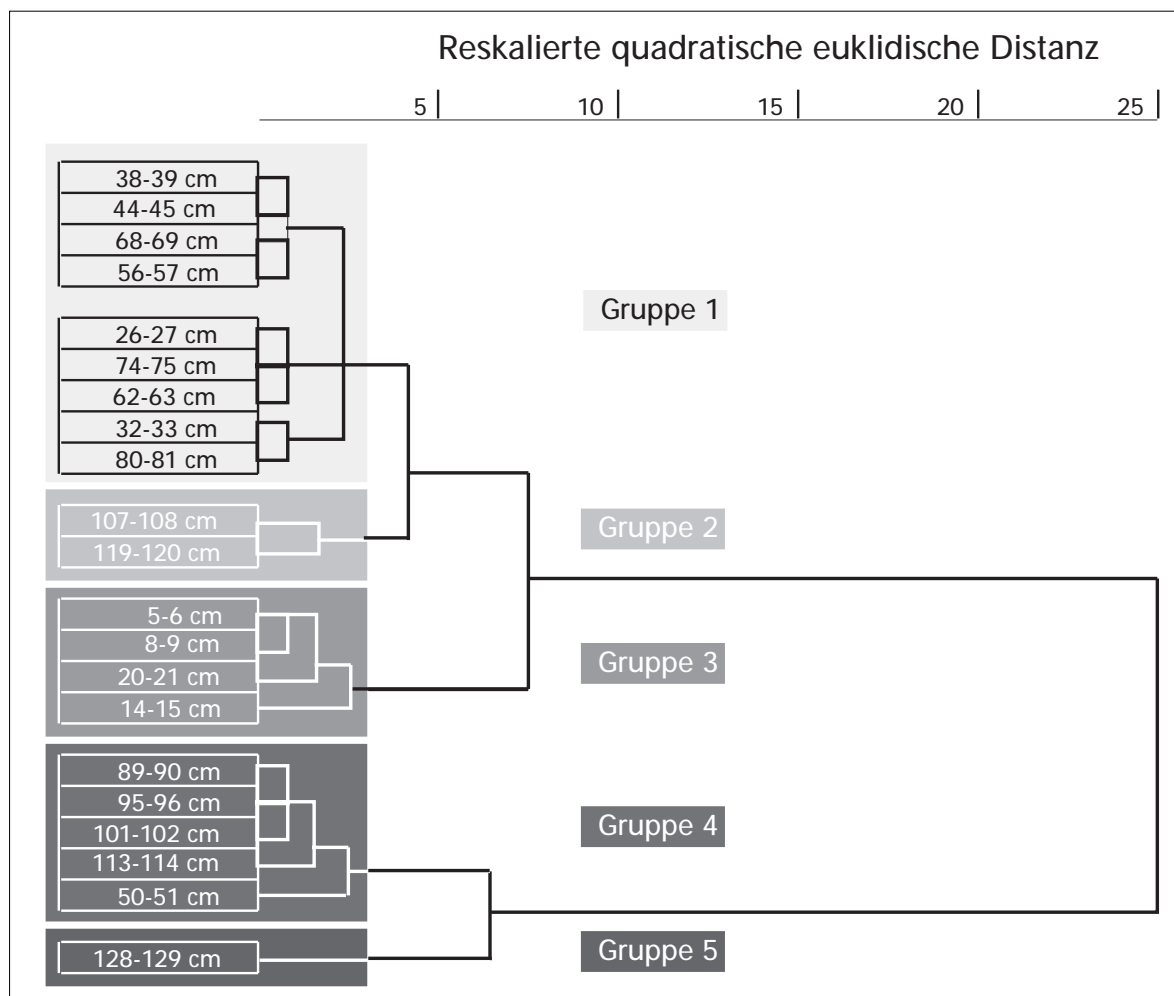 Reskalierte quadratische euklidische Distanz
5 10 15 20 25
38-39 cm
44-45 cm
68-69 cm
56-57 cm
Gruppe 1
26-27 cm
74-75 cm
62-63 cm
32-33 cm
80-81 cm
107-108 cm
119-120 cm
Gruppe 2
5-6 cm
8-9 cm
20-21 cm
14-15 cm
Gruppe 3
89-90 cm
95-96 cm
101-102 cm
113-114 cm
50-51 cm
Gruppe 4
128-129 cm
Gruppe 5